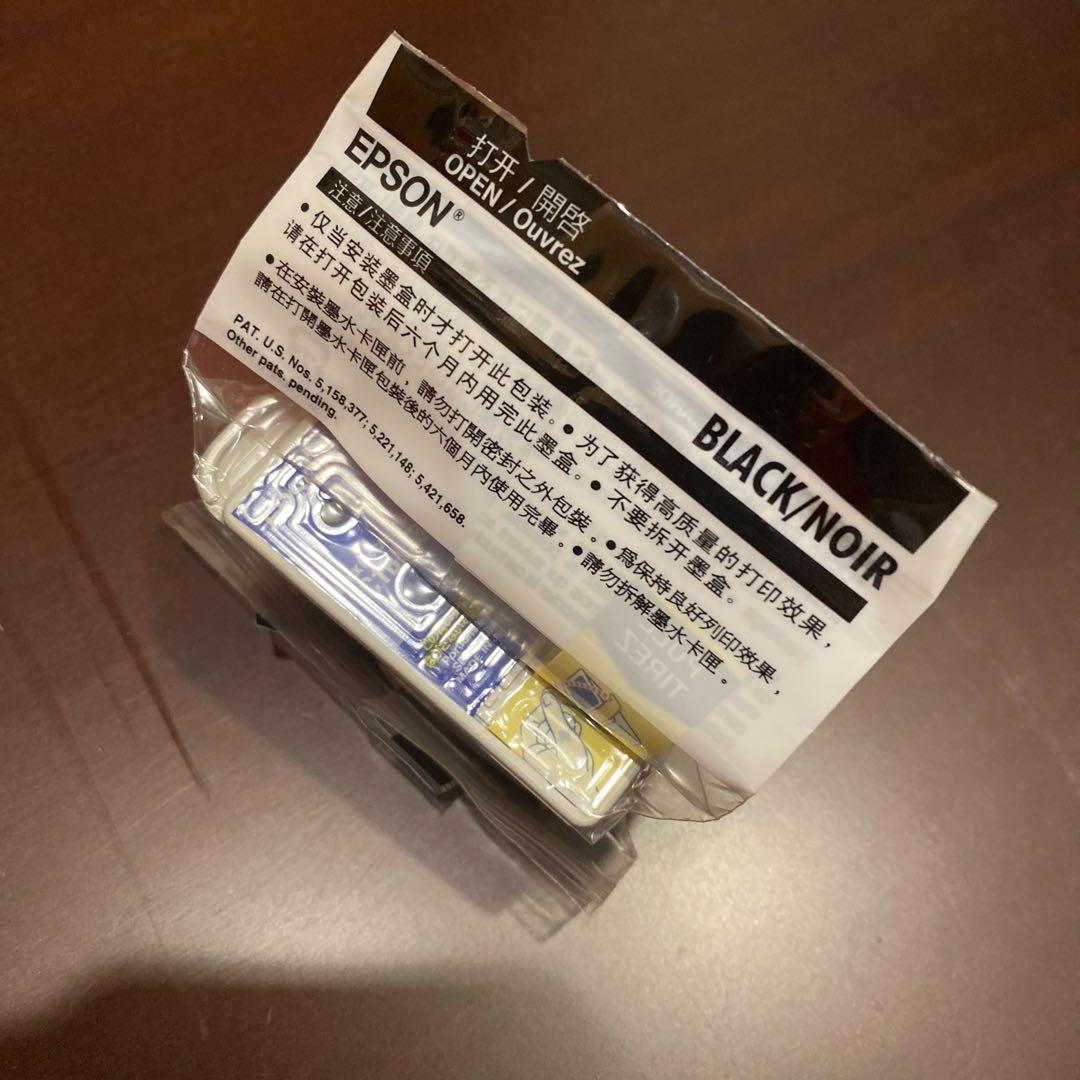 打开 / 開啓
OPEN / Ouvrez
EPSON®
BLACK/NOIR
注意/注意事項
• 仅当安装墨盒时才打开此包装。• 为了获得高质量的打印效果，
请在打开包装后六个月内用完此墨盒。• 不要拆开墨盒。
• 在安裝墨水卡匣前，請勿打開密封之外包裝。• 為保持良好列印效果，
請在打開墨水卡匣包裝後的六個月內使用完畢。• 請勿拆解墨水卡匣。
PAT. U.S. Nos. 5,158,377; 5,221,148; 5,421,658.
Other pats. pending.
TIREZ